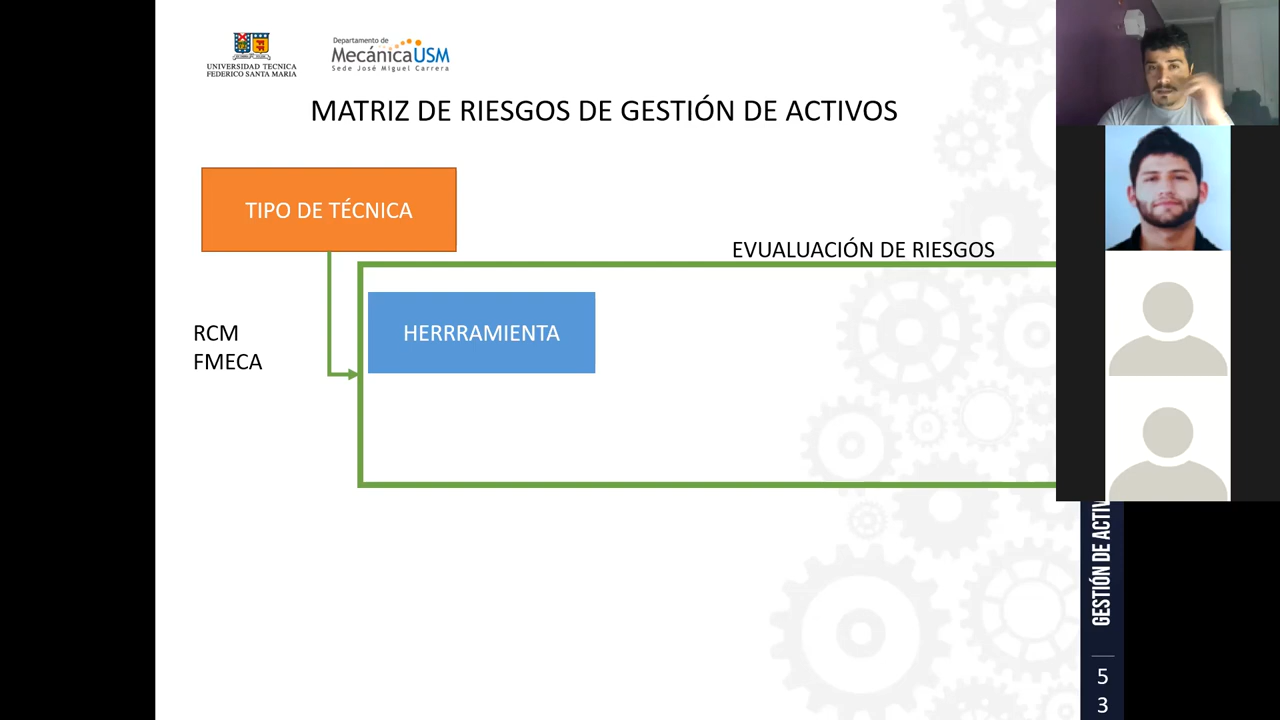 UNIVERSIDAD TECNICA
FEDERICO SANTA MARIA
Departamento de
MecánicaUSM
Sede José Miguel Carrera
MATRIZ DE RIESGOS DE GESTIÓN DE ACTIVOS
TIPO DE TÉCNICA
EVUALUACIÓN DE RIESGOS
HERRRAMIENTA
RCM
FMECA
GESTIÓN DE ACTIV
5
3